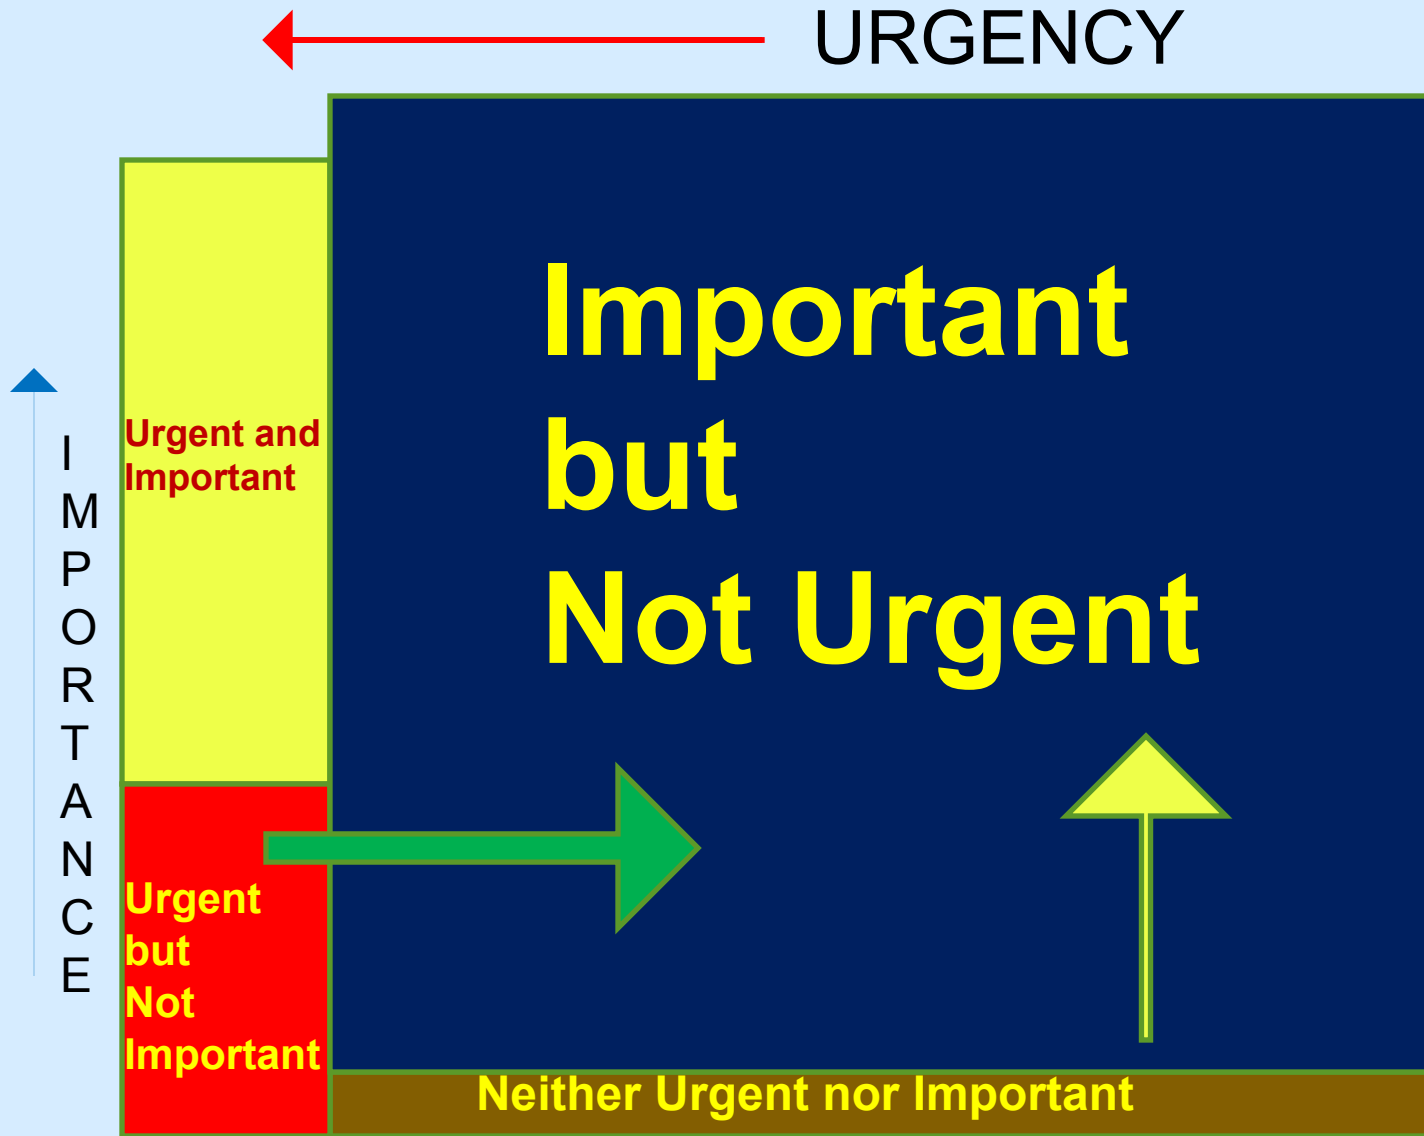 URGENCY
Important
but
Not Urgent
Urgent and
Important
I
M
P
O
R
T
A
N
C
E
Urgent
but
Not
Important
Neither Urgent nor Important